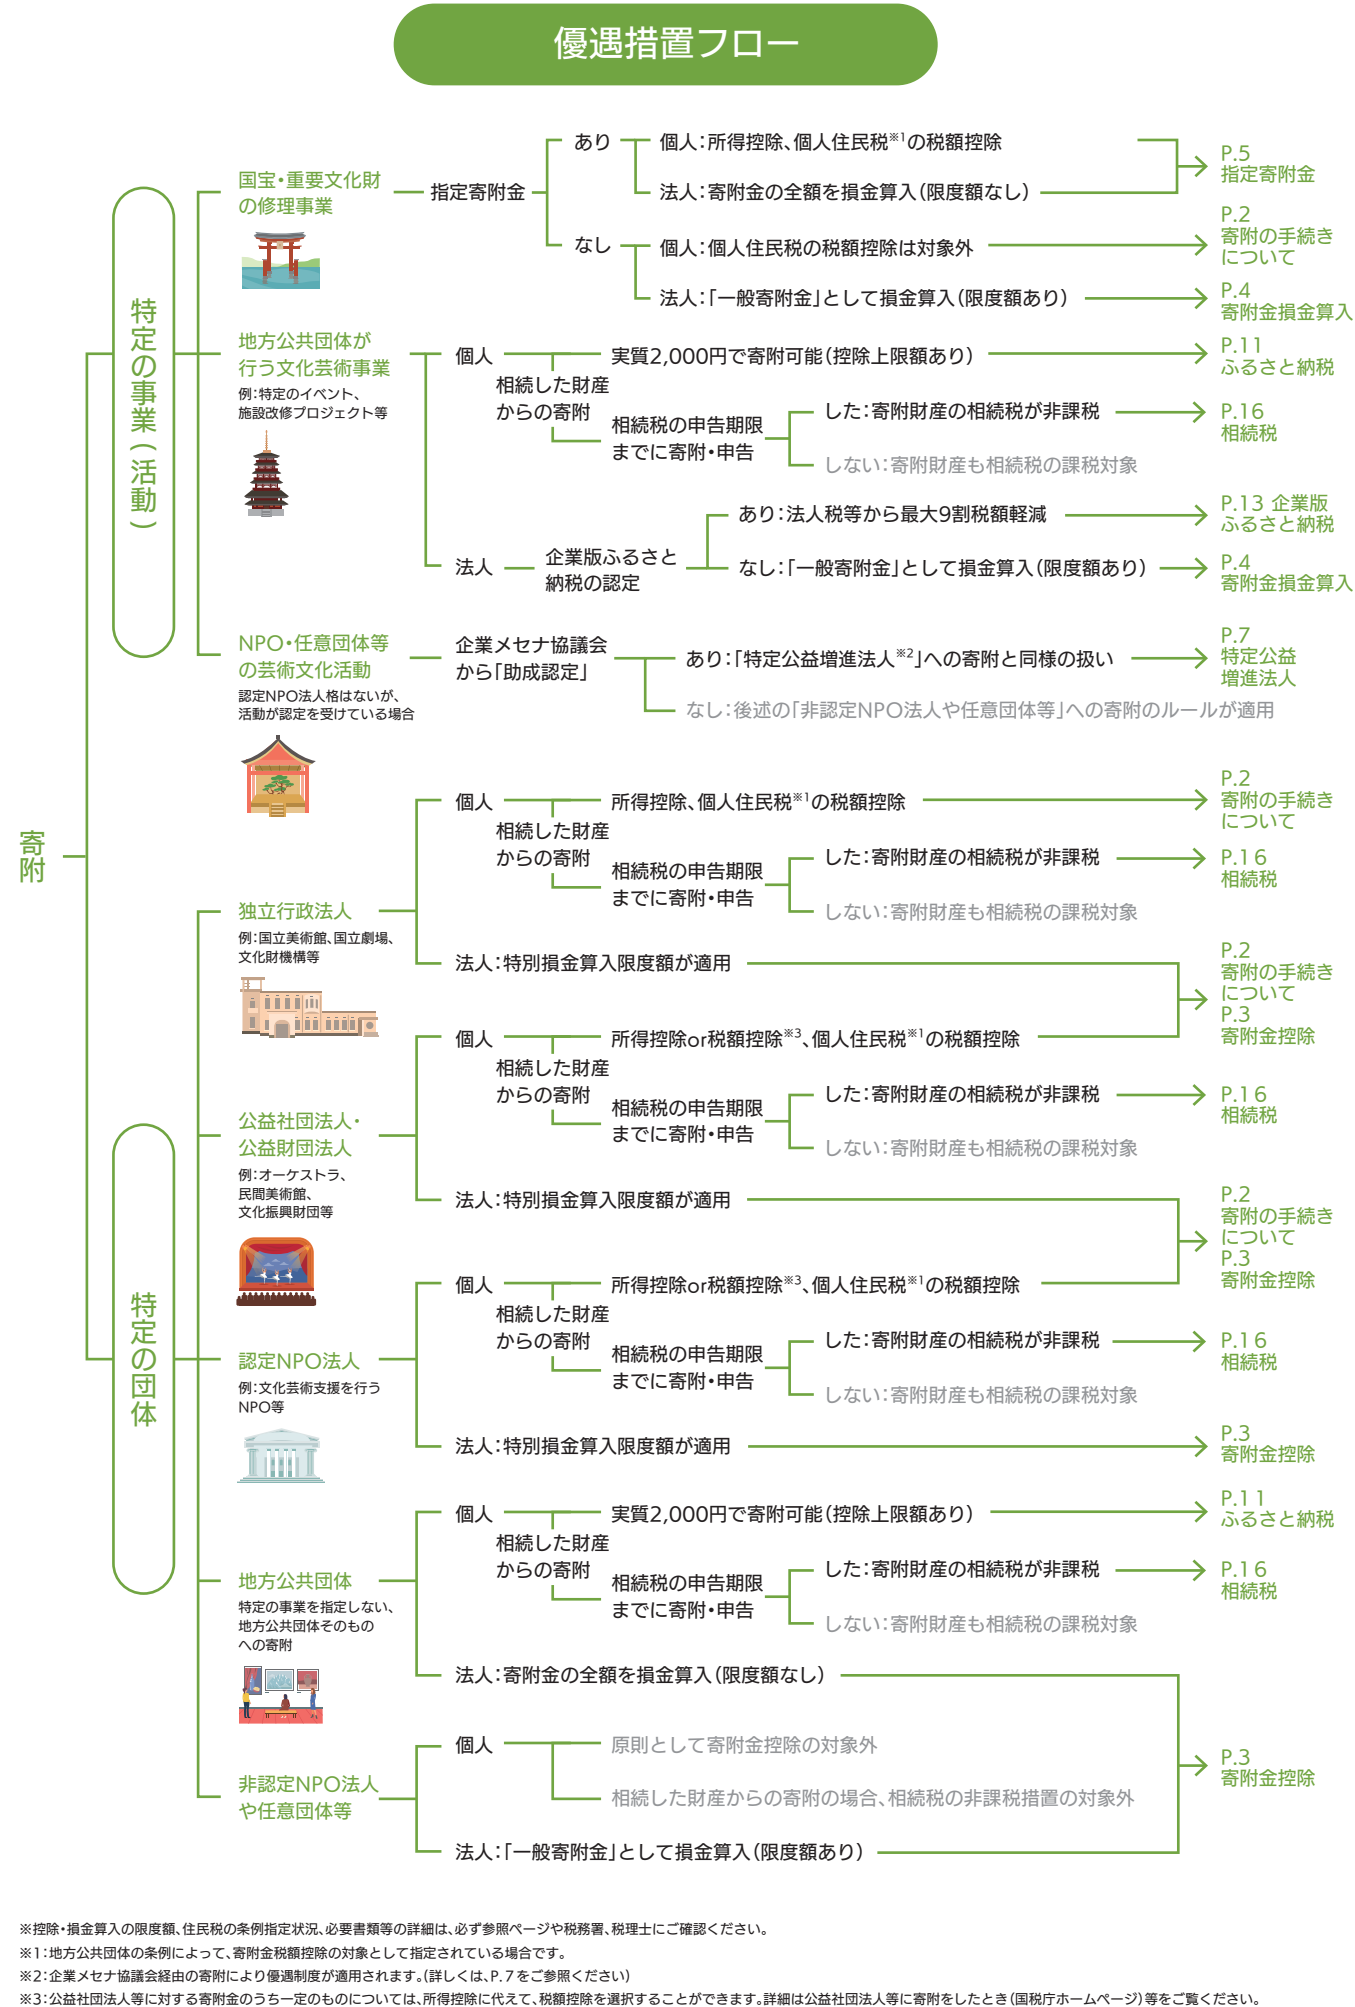 優遇措置フロー
寄附
特定の事業(活動)
国宝・重要文化財
の修理事業
指定寄附金
あり
個人:所得控除、個人住民税※1の税額控除
法人:寄附金の全額を損金算入(限度額なし)
P.5
指定寄附金
なし
個人:個人住民税の税額控除は対象外
P.2
寄附の手続き
について
法人:「一般寄附金」として損金算入(限度額あり)
P.4
寄附金損金算入
地方公共団体が
行う文化芸術事業
例:特定のイベント、
施設改修プロジェクト等
個人
実質2,000円で寄附可能(控除上限額あり)
P.11
ふるさと納税
相続した財産
からの寄附
相続税の申告期限
までに寄附・申告
した:寄附財産の相続税が非課税
P.16
相続税
しない:寄附財産も相続税の課税対象
法人
企業版ふるさと
納税の認定
あり:法人税等から最大9割税額軽減
P.13 企業版
ふるさと納税
なし:「一般寄附金」として損金算入(限度額あり)
P.4
寄附金損金算入
NPO・任意団体等
の芸術文化活動
認定NPO法人格はないが、
活動が認定を受けている場合
企業メセナ協議会
から「助成認定」
あり:「特定公益増進法人※2」への寄附と同様の扱い
P.7
特定公益
増進法人
なし:後述の「非認定NPO法人や任意団体等」への寄附のルールが適用
特定の団体
独立行政法人
例:国立美術館、国立劇場、
文化財機構等
個人
所得控除、個人住民税※1の税額控除
P.2
寄附の手続き
について
相続した財産
からの寄附
相続税の申告期限
までに寄附・申告
した:寄附財産の相続税が非課税
P.16
相続税
しない:寄附財産も相続税の課税対象
法人:特別損金算入限度額が適用
P.2
寄附の手続き
について
P.3
寄附金控除
公益社団法人・
公益財団法人
例:オーケストラ、
民間美術館、
文化振興財団等
個人
所得控除or税額控除※3、個人住民税※1の税額控除
相続した財産
からの寄附
相続税の申告期限
までに寄附・申告
した:寄附財産の相続税が非課税
P.16
相続税
しない:寄附財産も相続税の課税対象
法人:特別損金算入限度額が適用
P.2
寄附の手続き
について
P.3
寄附金控除
認定NPO法人
例:文化芸術支援を行う
NPO等
個人
所得控除or税額控除※3、個人住民税※1の税額控除
相続した財産
からの寄附
相続税の申告期限
までに寄附・申告
した:寄附財産の相続税が非課税
P.16
相続税
しない:寄附財産も相続税の課税対象
法人:特別損金算入限度額が適用
P.3
寄附金控除
地方公共団体
特定の事業を指定しない、
地方公共団体そのもの
への寄附
個人
実質2,000円で寄附可能(控除上限額あり)
P.11
ふるさと納税
相続した財産
からの寄附
相続税の申告期限
までに寄附・申告
した:寄附財産の相続税が非課税
P.16
相続税
しない:寄附財産も相続税の課税対象
法人:寄附金の全額を損金算入(限度額なし)
非認定NPO法人
や任意団体等
個人
原則として寄附金控除の対象外
相続した財産からの寄附の場合、相続税の非課税措置の対象外
法人:「一般寄附金」として損金算入(限度額あり)
P.3
寄附金控除
※控除・損金算入の限度額、住民税の条例指定状況、必要書類等の詳細は、必ず参照ページや税務署、税理士にご確認ください。
※1:地方公共団体の条例によって、寄附金税額控除の対象として指定されている場合です。
※2:企業メセナ協議会経由の寄附により優遇制度が適用されます。(詳しくは、P.7をご参照ください)
※3:公益社団法人等に対する寄附金のうち一定のものについては、所得控除に代えて、税額控除を選択することができます。詳細は公益社団法人等に寄附をしたとき(国税庁ホームページ)等をご覧ください。